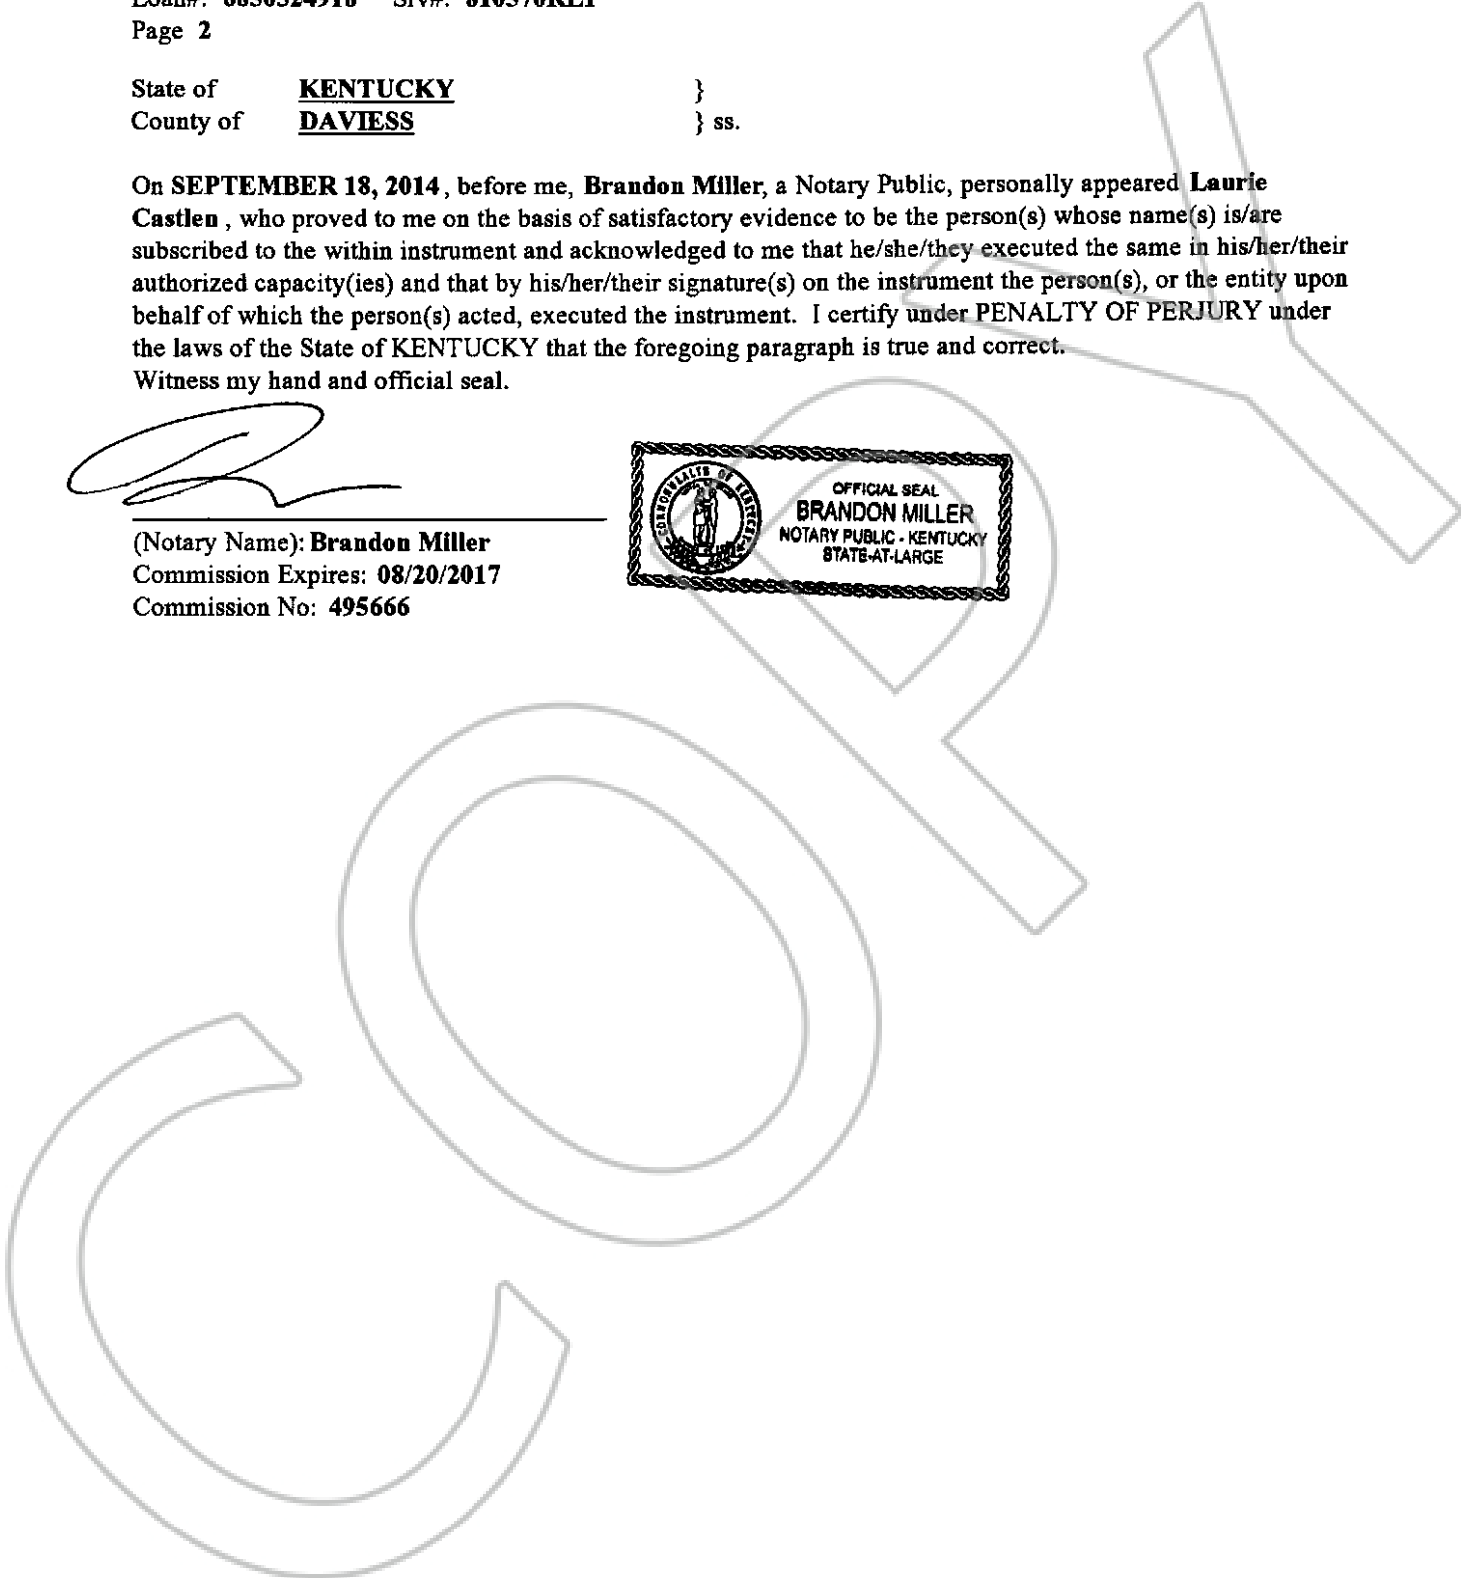 Page 2
State of KENTUCKY }
County of DAVIESS } ss.
On SEPTEMBER 18, 2014 , before me, Brandon Miller, a Notary Public, personally appeared Laurie
Castlen , who proved to me on the basis of satisfactory evidence to be the person(s) whose name(s) is/are
subscribed to the within instrument and acknowledged to me that he/she/they executed the same in his/her/their
authorized capacity(ies) and that by his/her/their signature(s) on the instrument the person(s), or the entity upon
behalf of which the person(s) acted, executed the instrument. I certify under PENALTY OF PERJURY under
the laws of the State of KENTUCKY that the foregoing paragraph is true and correct.
Witness my hand and official seal.
COMMONWEALTH OF KENTUCKY
OFFICIAL SEAL
BRANDON MILLER
NOTARY PUBLIC - KENTUCKY
STATE-AT-LARGE
(Notary Name): Brandon Miller
Commission Expires: 08/20/2017
Commission No: 495666
COPY